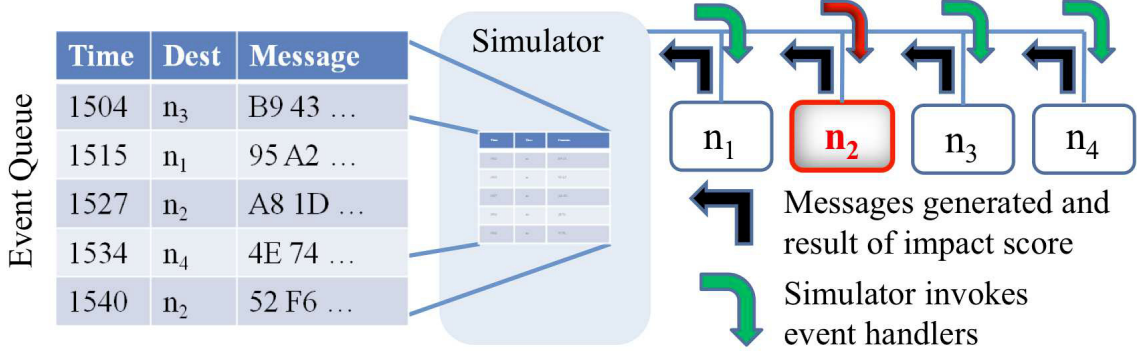 Event Queue
Time Dest Message
1504 n3 B9 43 ...
1515 n1 95 A2 ...
1527 n2 A8 1D ...
1534 n4 4E 74 ...
1540 n2 52 F6 ...
Simulator
n1 n2 n3 n4
Messages generated and
result of impact score
Simulator invokes
event handlers